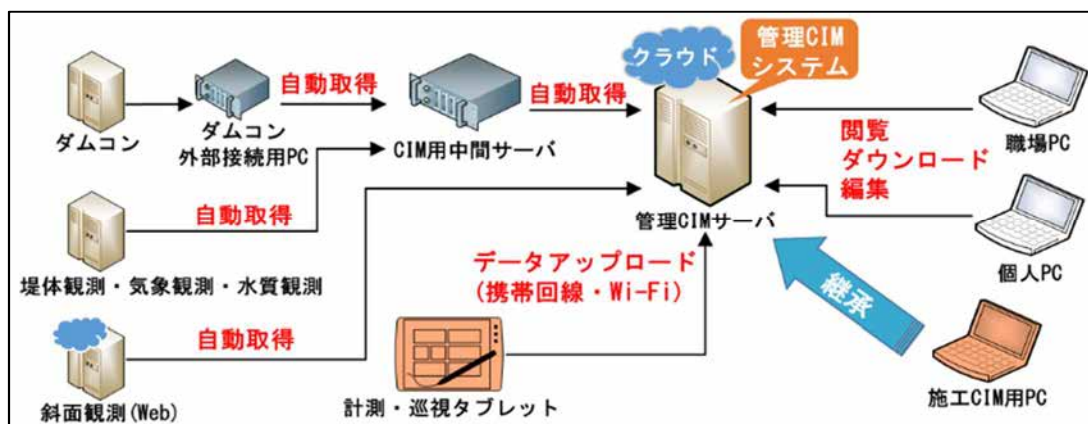 クラウド
管理CIM
システム
自動取得
自動取得
ダムコン
ダムコン
外部接続用PC
CIM用中間サーバ
閲覧
ダウンロード
編集
職場PC
自動取得
管理CIMサーバ
堤体観測・気象観測・水質観測
データアップロード
(携帯回線・Wi-Fi)
個人PC
継承
自動取得
斜面観測(Web)
計測・巡視タブレット
施工CIM用PC